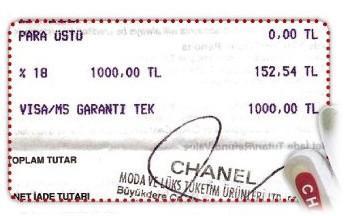 PARA ÜSTÜ 0,00 TL
% 18 1000,00 TL 152,54 TL
VISA/MS GARANTI TEK 1000,00 TL
TOPLAM TUTAR
CHANEL
MODA VE LÜKS TÜKETİM ÜRÜNLERİ LTD.
NET İADE TUTARI Büyükdere
CH